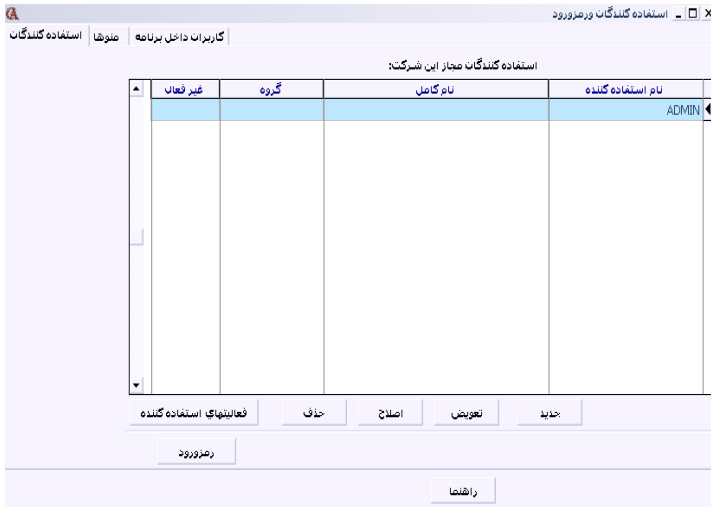 استفاده کنندگان ورمزورود
استفاده کنندگان
منوها
کاربران داخل برنامه
استفاده کنندگان مجاز این شرکت:
نام استفاده کننده
نام کامل
گروه
غیر فعال
ADMIN
جدید
تعویض
اصلاح
حذف
فعالیتهاي استفاده کننده
رمزورود
راهنما